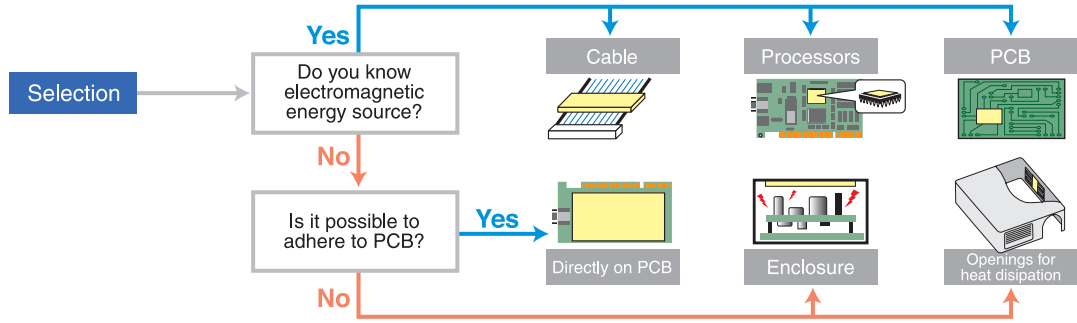 Yes
Cable
Processors
PCB
Do you know
electromagnetic
energy source?
Selection
No
Is it possible to
adhere to PCB?
Yes
Directly on PCB
Enclosure
Openings for
heat disipation
No